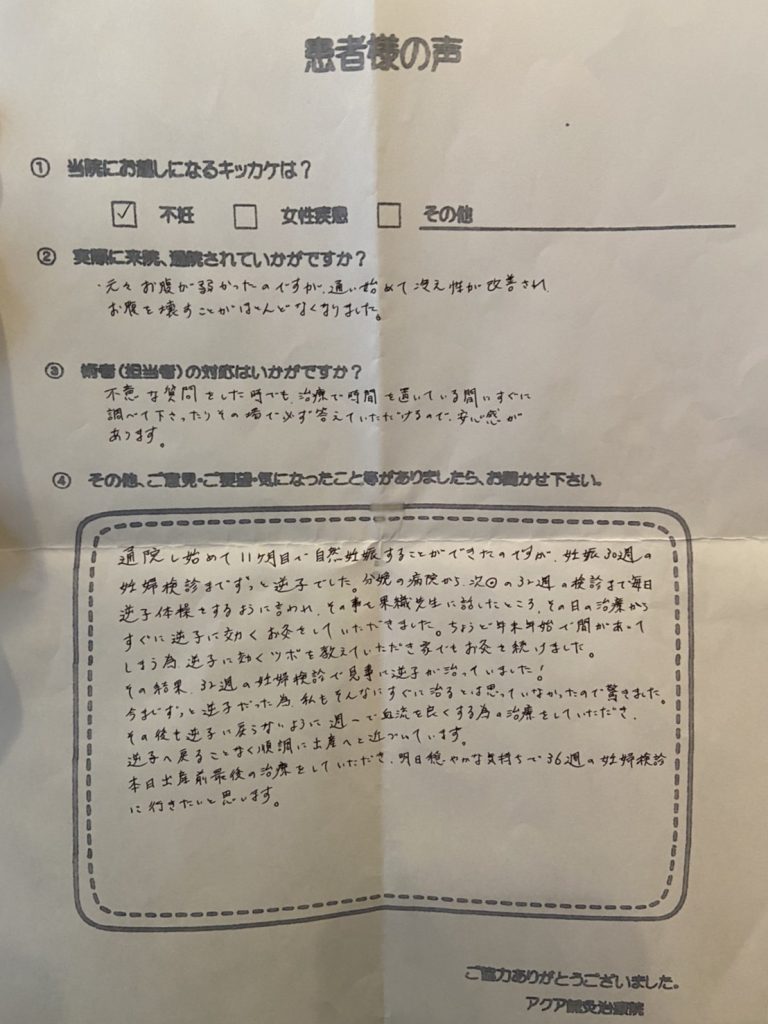 患者様の声
① 当院にお越しになるキッカケは？
☑ 不妊 □ 女性疾患 □ その他
② 実際に来院、通院されていかがですか？
・元々お腹が弱かったのですが、通い始めて冷え性が改善され、
お腹を壊すことがほとんどなくなりました。
③ 術者（担当者）の対応はいかがですか？
不意な質問をした時でも、治療で時間を置いている間にすぐに
調べて下さったりその場で必ず答えていただけるので、安心感が
あります。
④ その他、ご意見・ご要望・気になったこと等がありましたら、お聞かせ下さい。
通院し始めて11ヶ月目で自然妊娠することができたのですが、妊娠30週の
妊婦検診までずっと逆子でした。分娩の病院から、次回の32週の検診まで毎日
逆子体操をするように言われ、その事を 先生に話したところ、その日の治療から
すぐに逆子に効くお灸をしていただきました。ちょうど年末年始で間があって
しまう為、逆子に効くツボを教えていただき家でもお灸を続けました。
その結果、32週の妊婦検診で見事に逆子が治っていました！
今までずっと逆子だった為、私もそんなにすぐに治るとは思っていなかったので驚きました。
その後も逆子に戻らないように週一で血流を良くする為の治療をしていただき、
逆子へ戻ることなく順調に出産へと近づいています。
本日出産前最後の治療をしていただき、明日穏やかな気持ちで36週の妊婦検診
に行きたいと思います。
ご協力ありがとうございました。
アクア鍼灸治療院